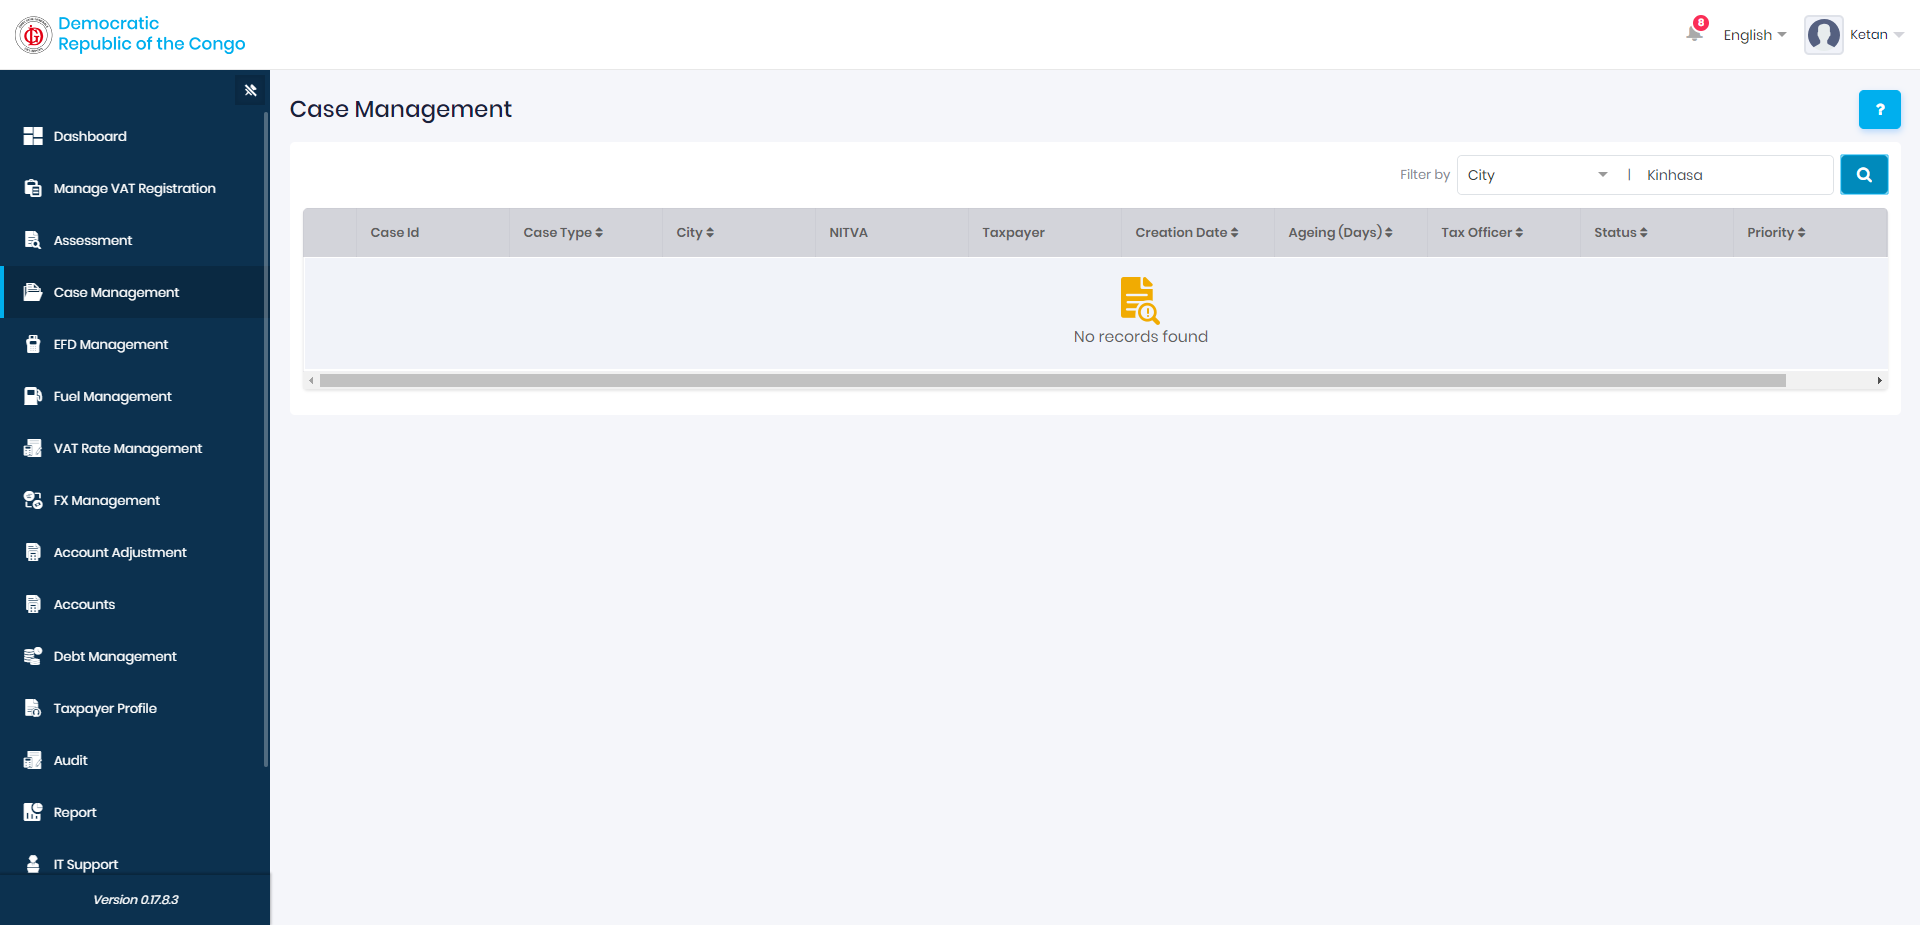 Democratic
Republic of the Congo
8
English
Ketan
Dashboard
Manage VAT Registration
Assessment
Case Management
EFD Management
Fuel Management
VAT Rate Management
FX Management
Account Adjustment
Accounts
Debt Management
Taxpayer Profile
Audit
Report
IT Support
Version 0.17.8.3
Case Management
?
Filter by City | Kinhasa
Case Id Case Type City NITVA Taxpayer Creation Date Ageing (Days) Tax Officer Status Priority
No records found